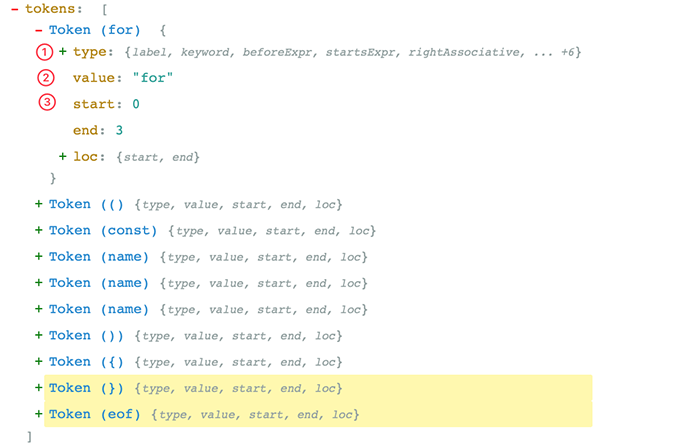 − tokens: [
− Token (for) {
1 + type: {label, keyword, beforeExpr, startsExpr, rightAssociative, ... +6}
2 value: "for"
3 start: 0
end: 3
+ loc: {start, end}
}
+ Token (() {type, value, start, end, loc}
+ Token (const) {type, value, start, end, loc}
+ Token (name) {type, value, start, end, loc}
+ Token (name) {type, value, start, end, loc}
+ Token (name) {type, value, start, end, loc}
+ Token ()) {type, value, start, end, loc}
+ Token ({) {type, value, start, end, loc}
+ Token (}) {type, value, start, end, loc}
+ Token (eof) {type, value, start, end, loc}
]